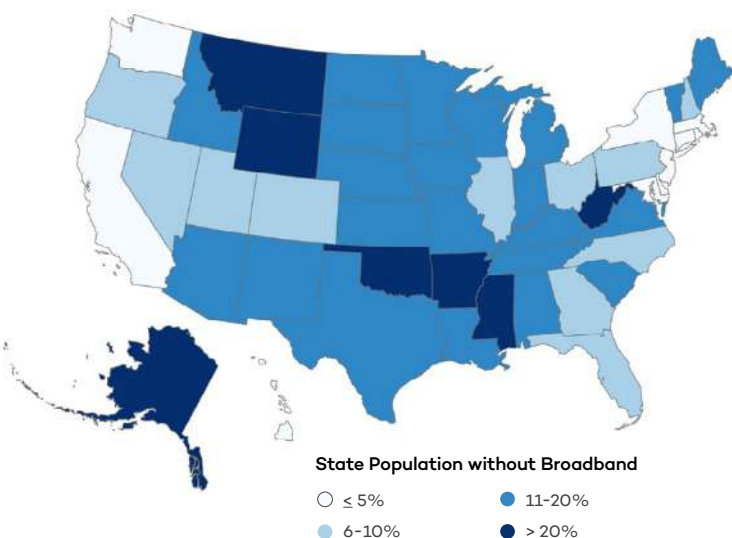 State Population without Broadband
≤ 5%
11-20%
6-10%
> 20%